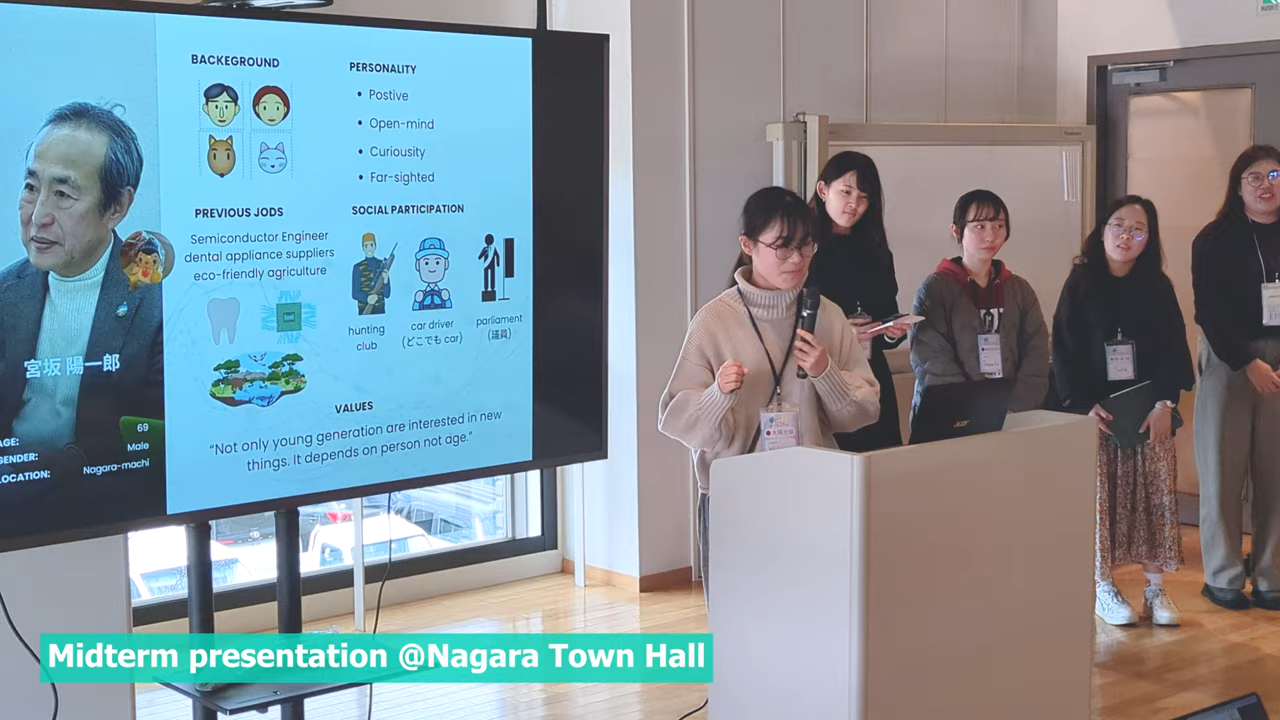 BACKEGROUND
PERSONALITY
• Postive
• Open-mind
• Curiousity
• Far-sighted
PREVIOUS JODS
Semiconductor Engineer
dental appliance suppliers
eco-friendly agriculture
SOCIAL PARTICIPATION
hunting
club
car driver
(どこでも car)
parliament
(議員)
VALUES
“Not only young generation are interested in new
things. It depends on person not age.”
宮坂 陽一郎
AGE: 69
GENDER: Male
LOCATION: Nagara-machi
acer
Midterm presentation @Nagara Town Hall